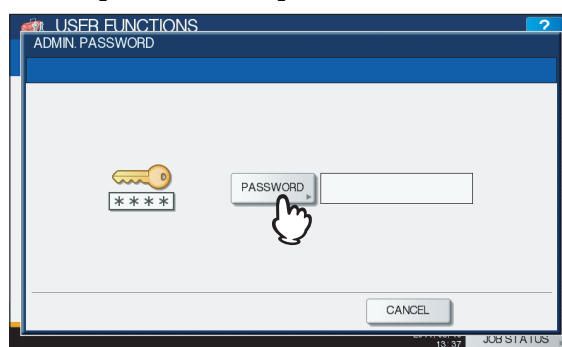 USER FUNCTIONS
?
ADMIN. PASSWORD
PASSWORD
****
CANCEL
13:37
JOB STATUS